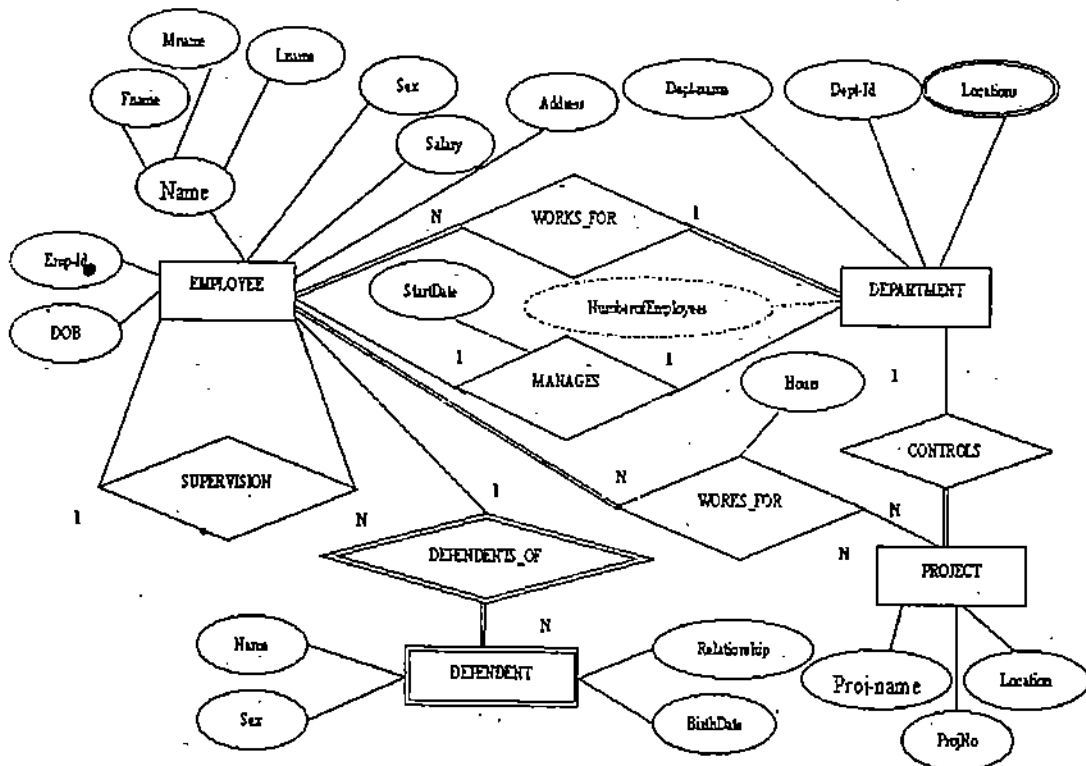 Mname
Lname
Fname
Sex
Address
Dept-name
Dept-Id
Locations
Salary
Name
N
WORKS_FOR
1
Emp-Id
EMPLOYEE
StartDate
NumberofEmployees
DEPARTMENT
DOB
1
1
MANAGES
Hours
1
CONTROLS
SUPERVISION
N
WORKS_FOR
N
1
1
N
DEPENDENTS_OF
N
PROJECT
N
Name
DEPENDENT
Relationship
Proj-name
Location
Sex
BirthDate
ProjNo